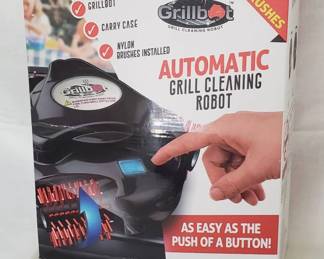 GRILLBOT
CARRY CASE
NYLON
BRUSHES INSTALLED
Grillbot
GRILL CLEANING ROBOT
BRUSHES
AUTOMATIC
GRILL CLEANING
ROBOT
Grillbot
AS EASY AS THE
PUSH OF A BUTTON!